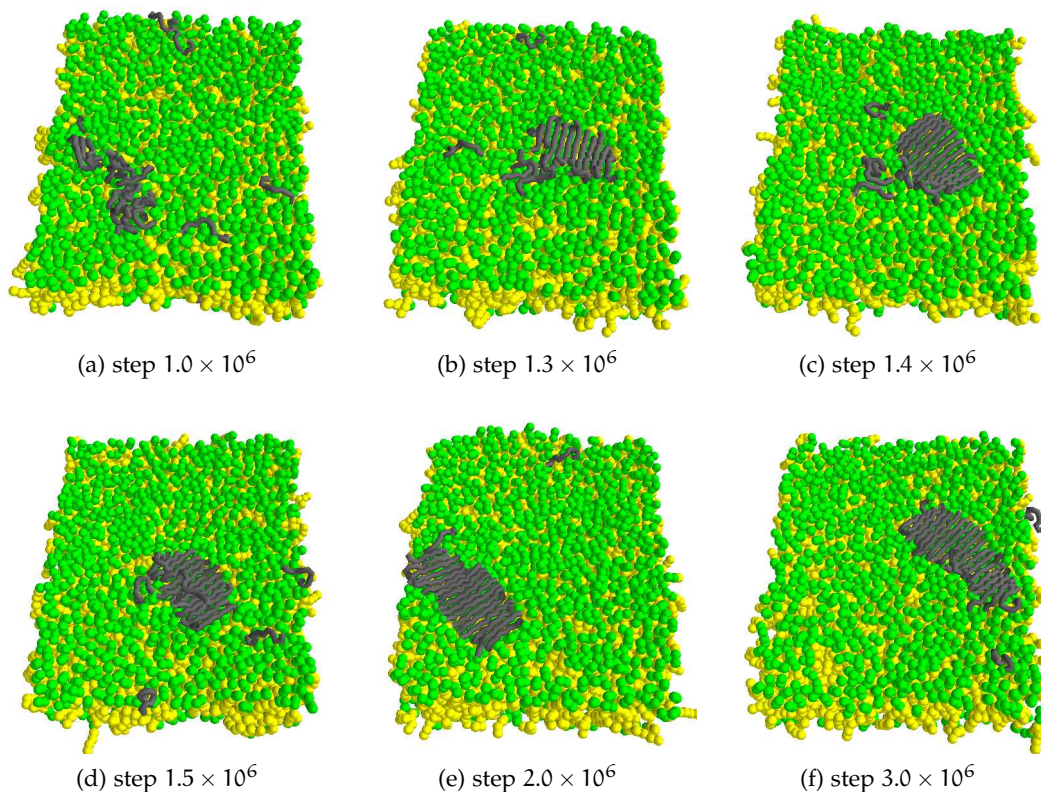 (a) step 1.0 × 10⁶
(b) step 1.3 × 10⁶
(c) step 1.4 × 10⁶
(d) step 1.5 × 10⁶
(e) step 2.0 × 10⁶
(f) step 3.0 × 10⁶